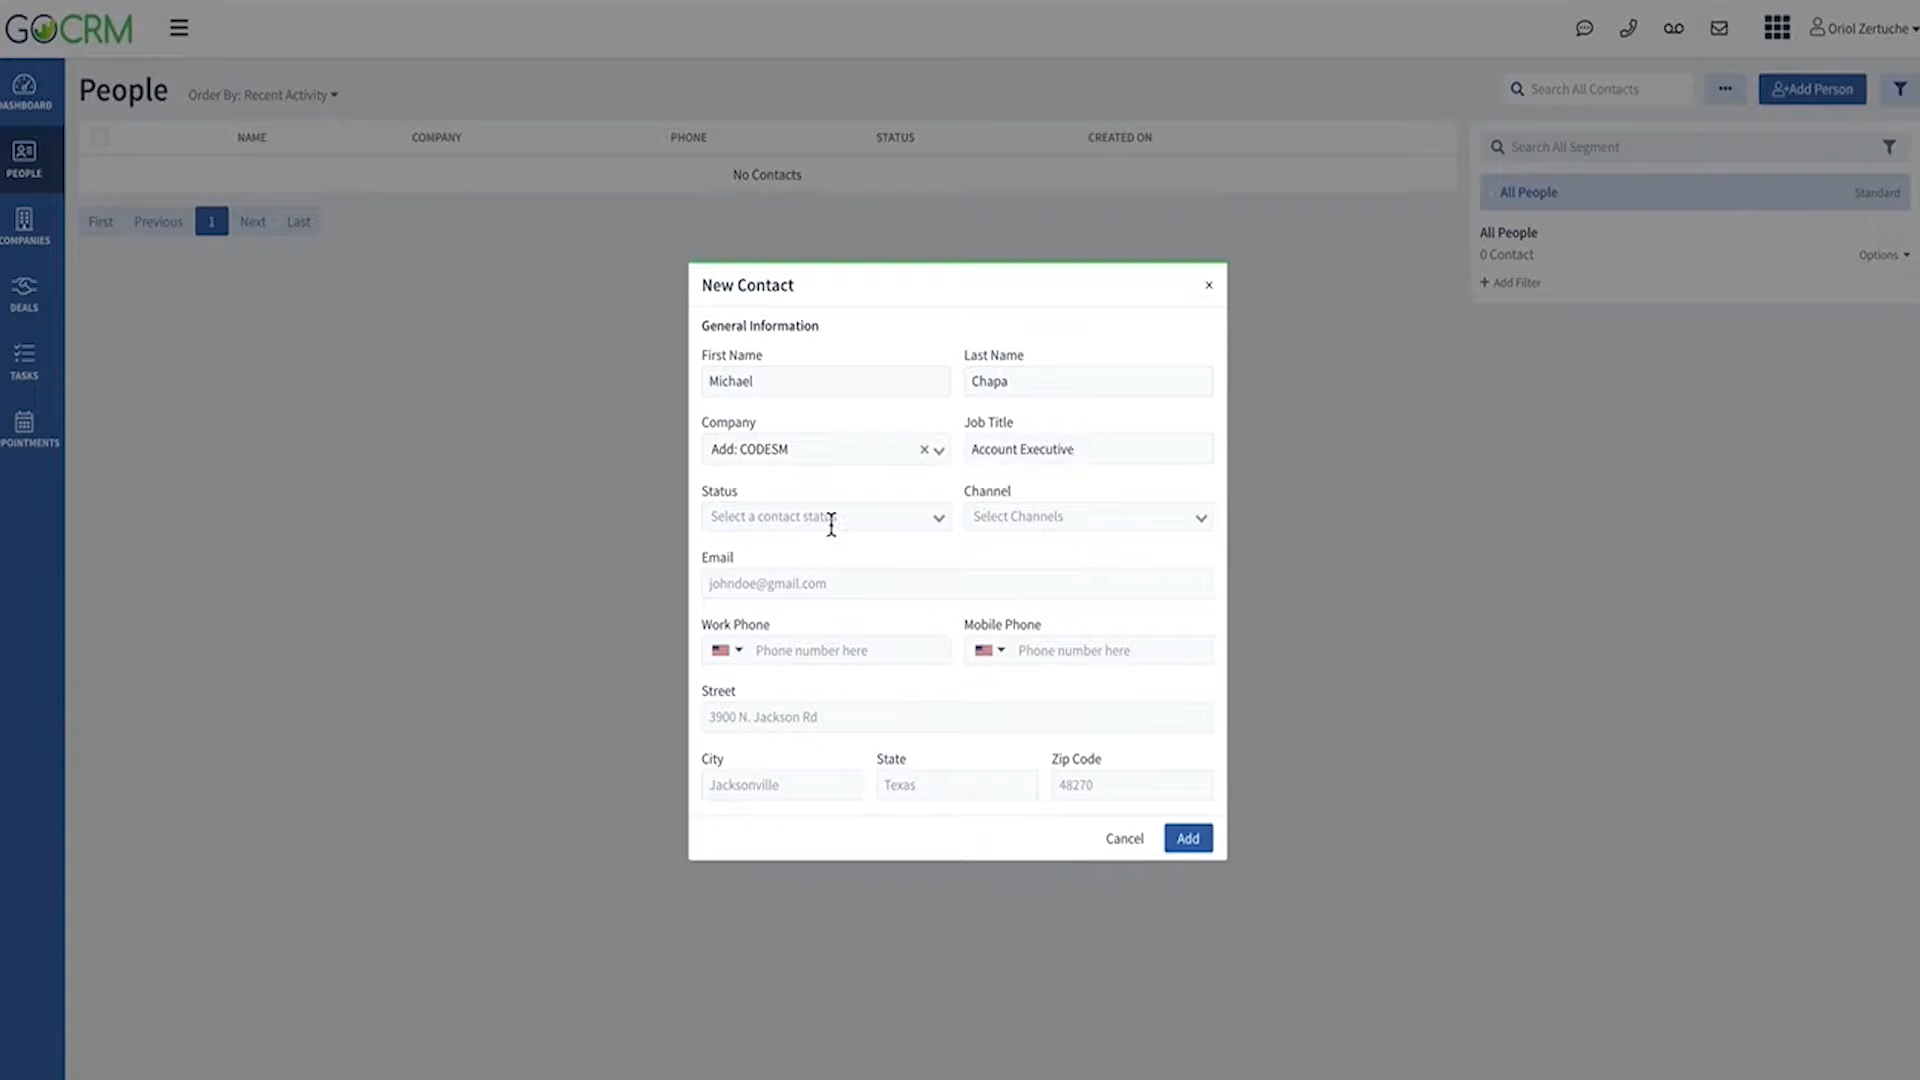 GOCRM
Oriol Zertuche
DASHBOARD
PEOPLE
COMPANIES
DEALS
TASKS
POINTMENTS
People
Order By: Recent Activity
Search All Contacts
Add Person
NAME COMPANY PHONE STATUS CREATED ON
No Contacts
First Previous 1 Next Last
Search All Segment
All People Standard
All People
0 Contact Options
+ Add Filter
New Contact ×
General Information
First Name Last Name
Michael Chapa
Company Job Title
Add: CODESM × Account Executive
Status Channel
Select a contact status Select Channels
Email
johndoe@gmail.com
Work Phone Mobile Phone
Phone number here Phone number here
Street
3900 N. Jackson Rd
City State Zip Code
Jacksonville Texas 48270
Cancel Add